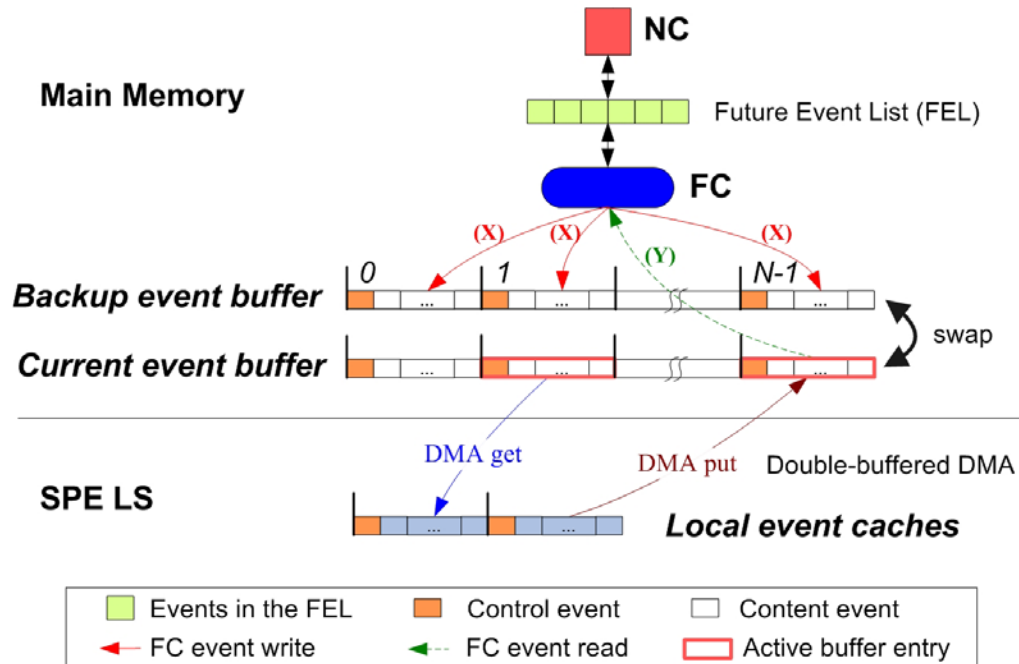 NC
Main Memory
Future Event List (FEL)
FC
(X) (X) (X)
(Y)
0 1 N-1
Backup event buffer ... ... ...
swap
Current event buffer ... ... ...
DMA get DMA put Double-buffered DMA
SPE LS
... ... Local event caches
Events in the FEL Control event Content event
FC event write FC event read Active buffer entry